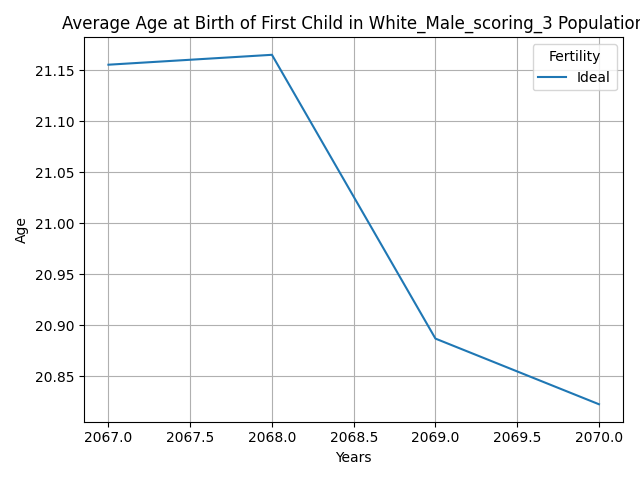 Average Age at Birth of First Child in White_Male_scoring_3 Population
Fertility
Ideal
21.15
21.10
21.05
21.00
20.95
20.90
20.85
Age
2067.0 2067.5 2068.0 2068.5 2069.0 2069.5 2070.0
Years